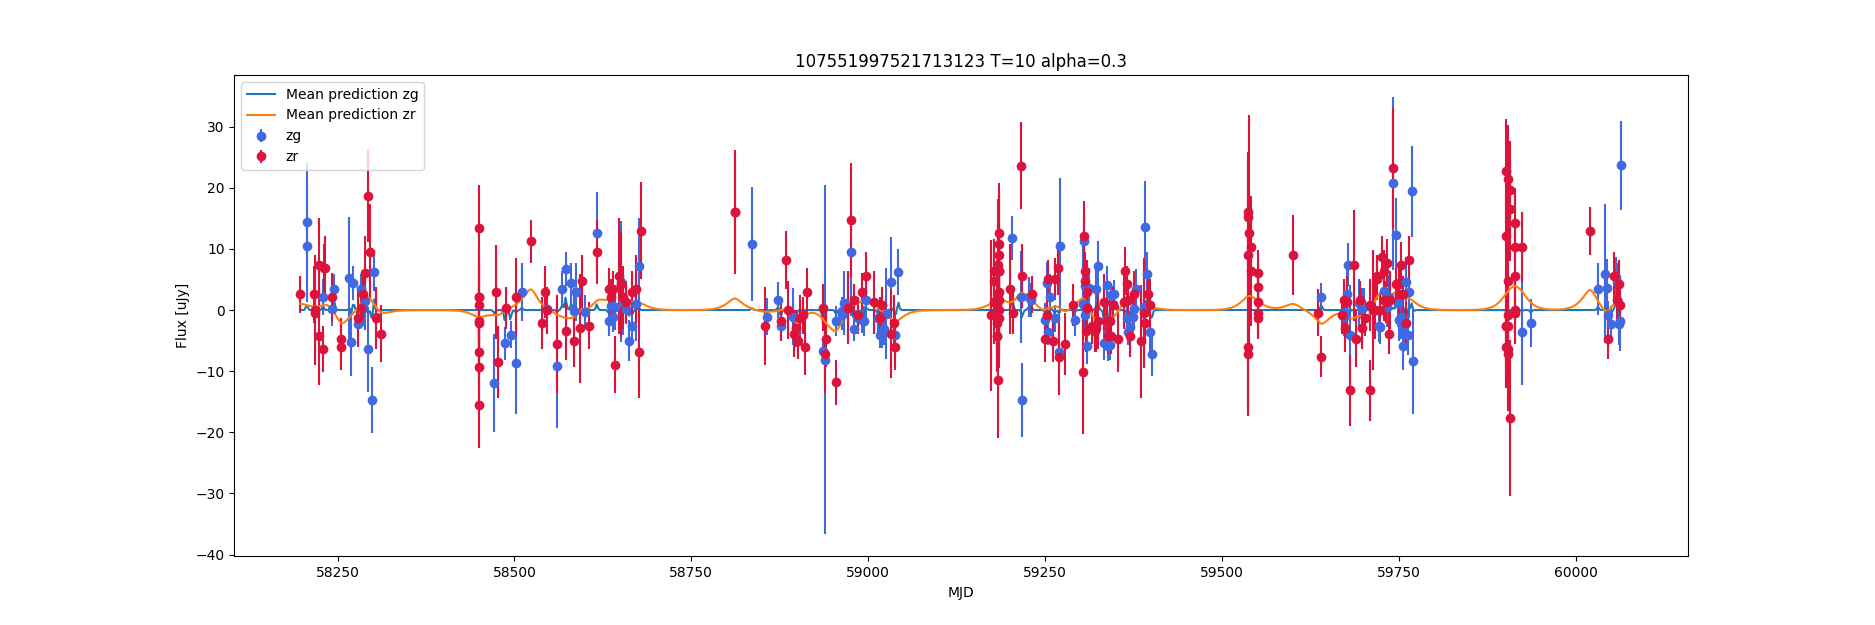 107551997521713123 T=10 alpha=0.3
Mean prediction zg
Mean prediction zr
zg
zr
Flux [uJy]
30
20
10
0
−10
−20
−30
−40
58250 58500 58750 59000 59250 59500 59750 60000
MJD